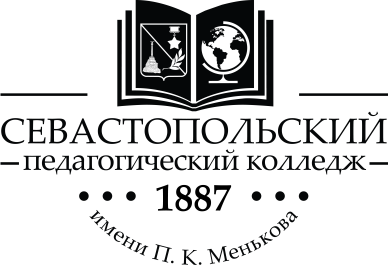 СЕВАСТОПОЛЬСКИЙ
педагогический колледж
1887
имени П. К. Менькова